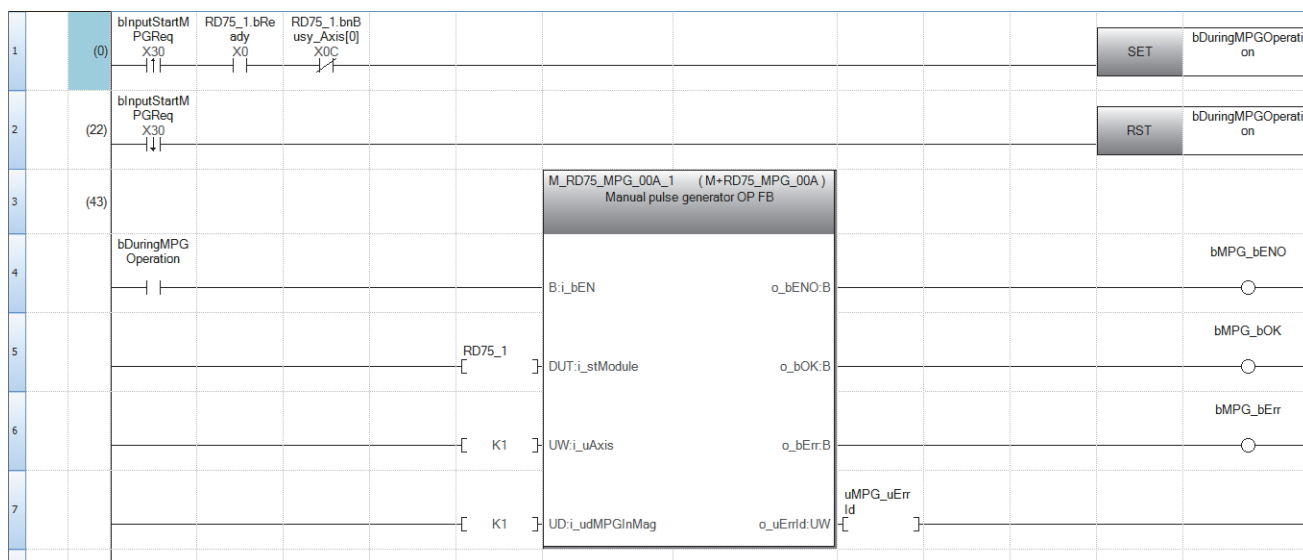 bInputStartM RD75_1.bRe RD75_1.bnB
PGReq ady usy_Axis[0]
1 (0) X30 X0 X0C SET bDuringMPGOperati
on
bInputStartM
PGReq
2 (22) X30 RST bDuringMPGOperati
on
M_RD75_MPG_00A_1 (M+RD75_MPG_00A)
3 (43) Manual pulse generator OP FB
bDuringMPG
Operation bMPG_bENO
4 B:i_bEN o_bENO:B
bMPG_bOK
5 RD75_1 DUT:i_stModule o_bOK:B
bMPG_bErr
6 K1 UW:i_uAxis o_bErr:B
uMPG_uErr
Id
7 K1 UD:i_udMPGInMag o_uErrId:UW